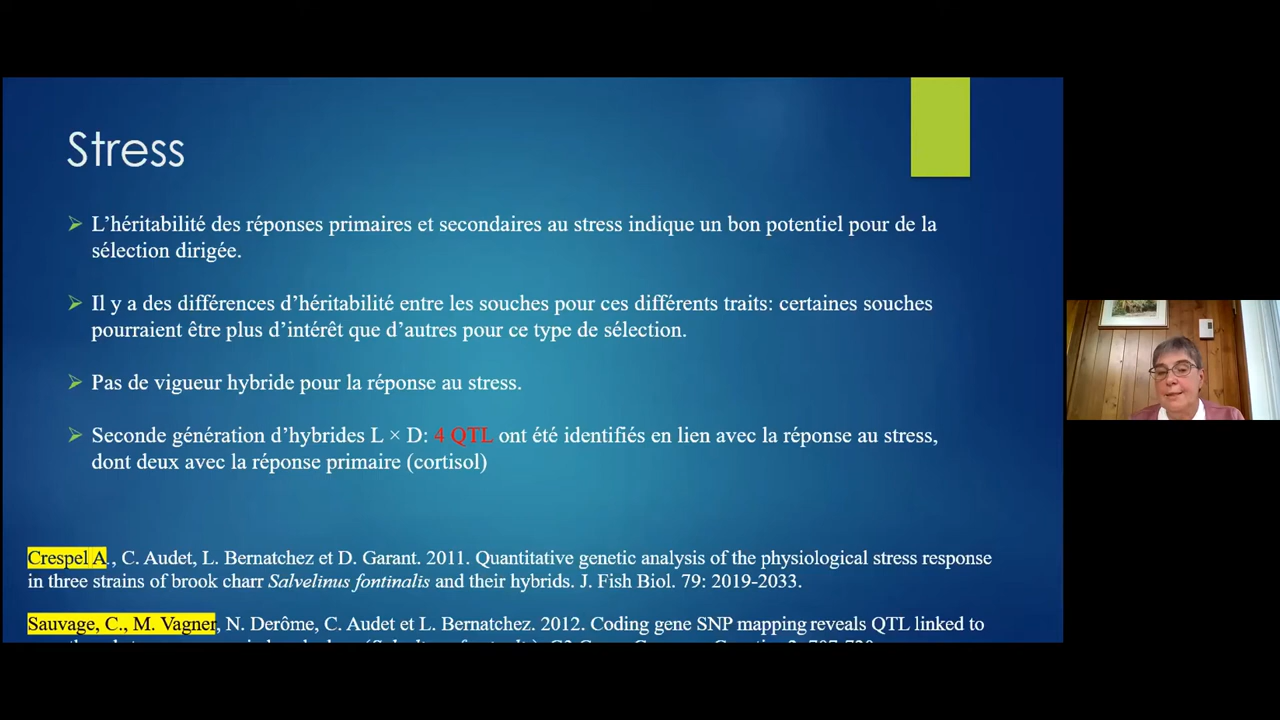 Stress
L’héritabilité des réponses primaires et secondaires au stress indique un bon potentiel pour de la
sélection dirigée.
Il y a des différences d’héritabilité entre les souches pour ces différents traits: certaines souches
pourraient être plus d’intérêt que d’autres pour ce type de sélection.
Pas de vigueur hybride pour la réponse au stress.
Seconde génération d’hybrides L × D: 4 QTL ont été identifiés en lien avec la réponse au stress,
dont deux avec la réponse primaire (cortisol)
Crespel A., C. Audet, L. Bernatchez et D. Garant. 2011. Quantitative genetic analysis of the physiological stress response
in three strains of brook charr Salvelinus fontinalis and their hybrids. J. Fish Biol. 79: 2019-2033.
Sauvage, C., M. Vagner, N. Derôme, C. Audet et L. Bernatchez. 2012. Coding gene SNP mapping reveals QTL linked to